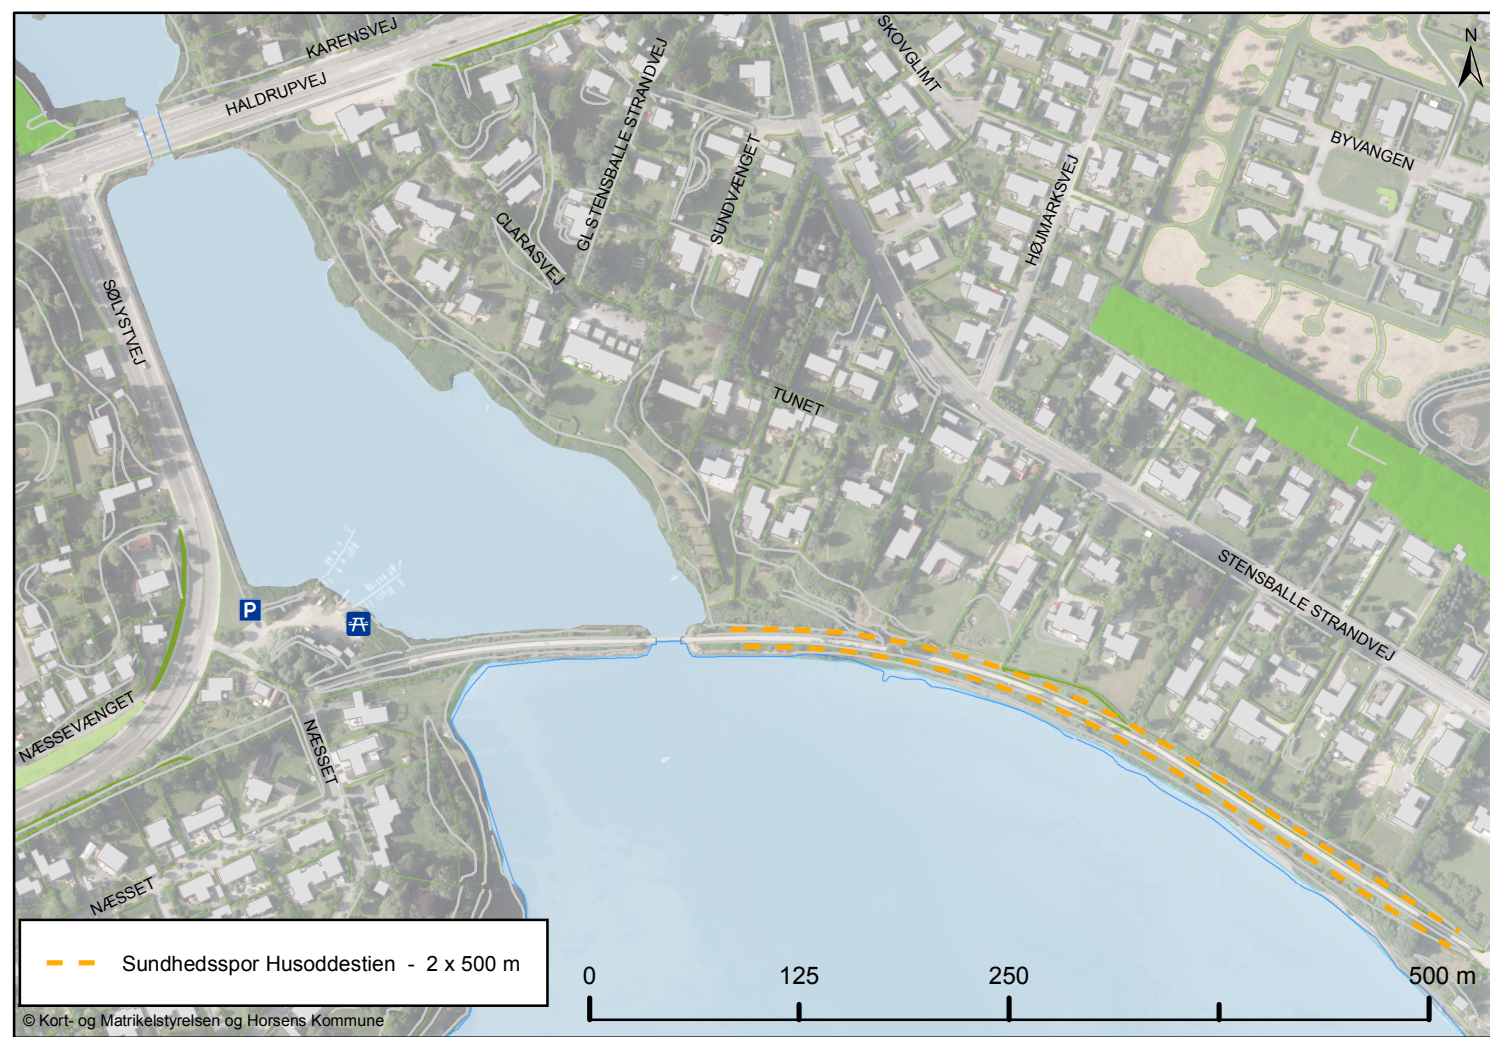 KARENSVEJ
HALDRUPVEJ
SKOVGLIMT
N
GL STENSBALLE STRANDVEJ
BYVANGEN
SUNDVÆNGET
HØJMARKSVEJ
CLARASVEJ
SØLYSTVEJ
TUNET
STENSBALLE STRANDVEJ
P
NÆSSEVÆNGET
NÆSSET
NÆSSET
Sundhedsspor Husoddestien - 2 x 500 m
0 125 250 500 m
© Kort- og Matrikelstyrelsen og Horsens Kommune